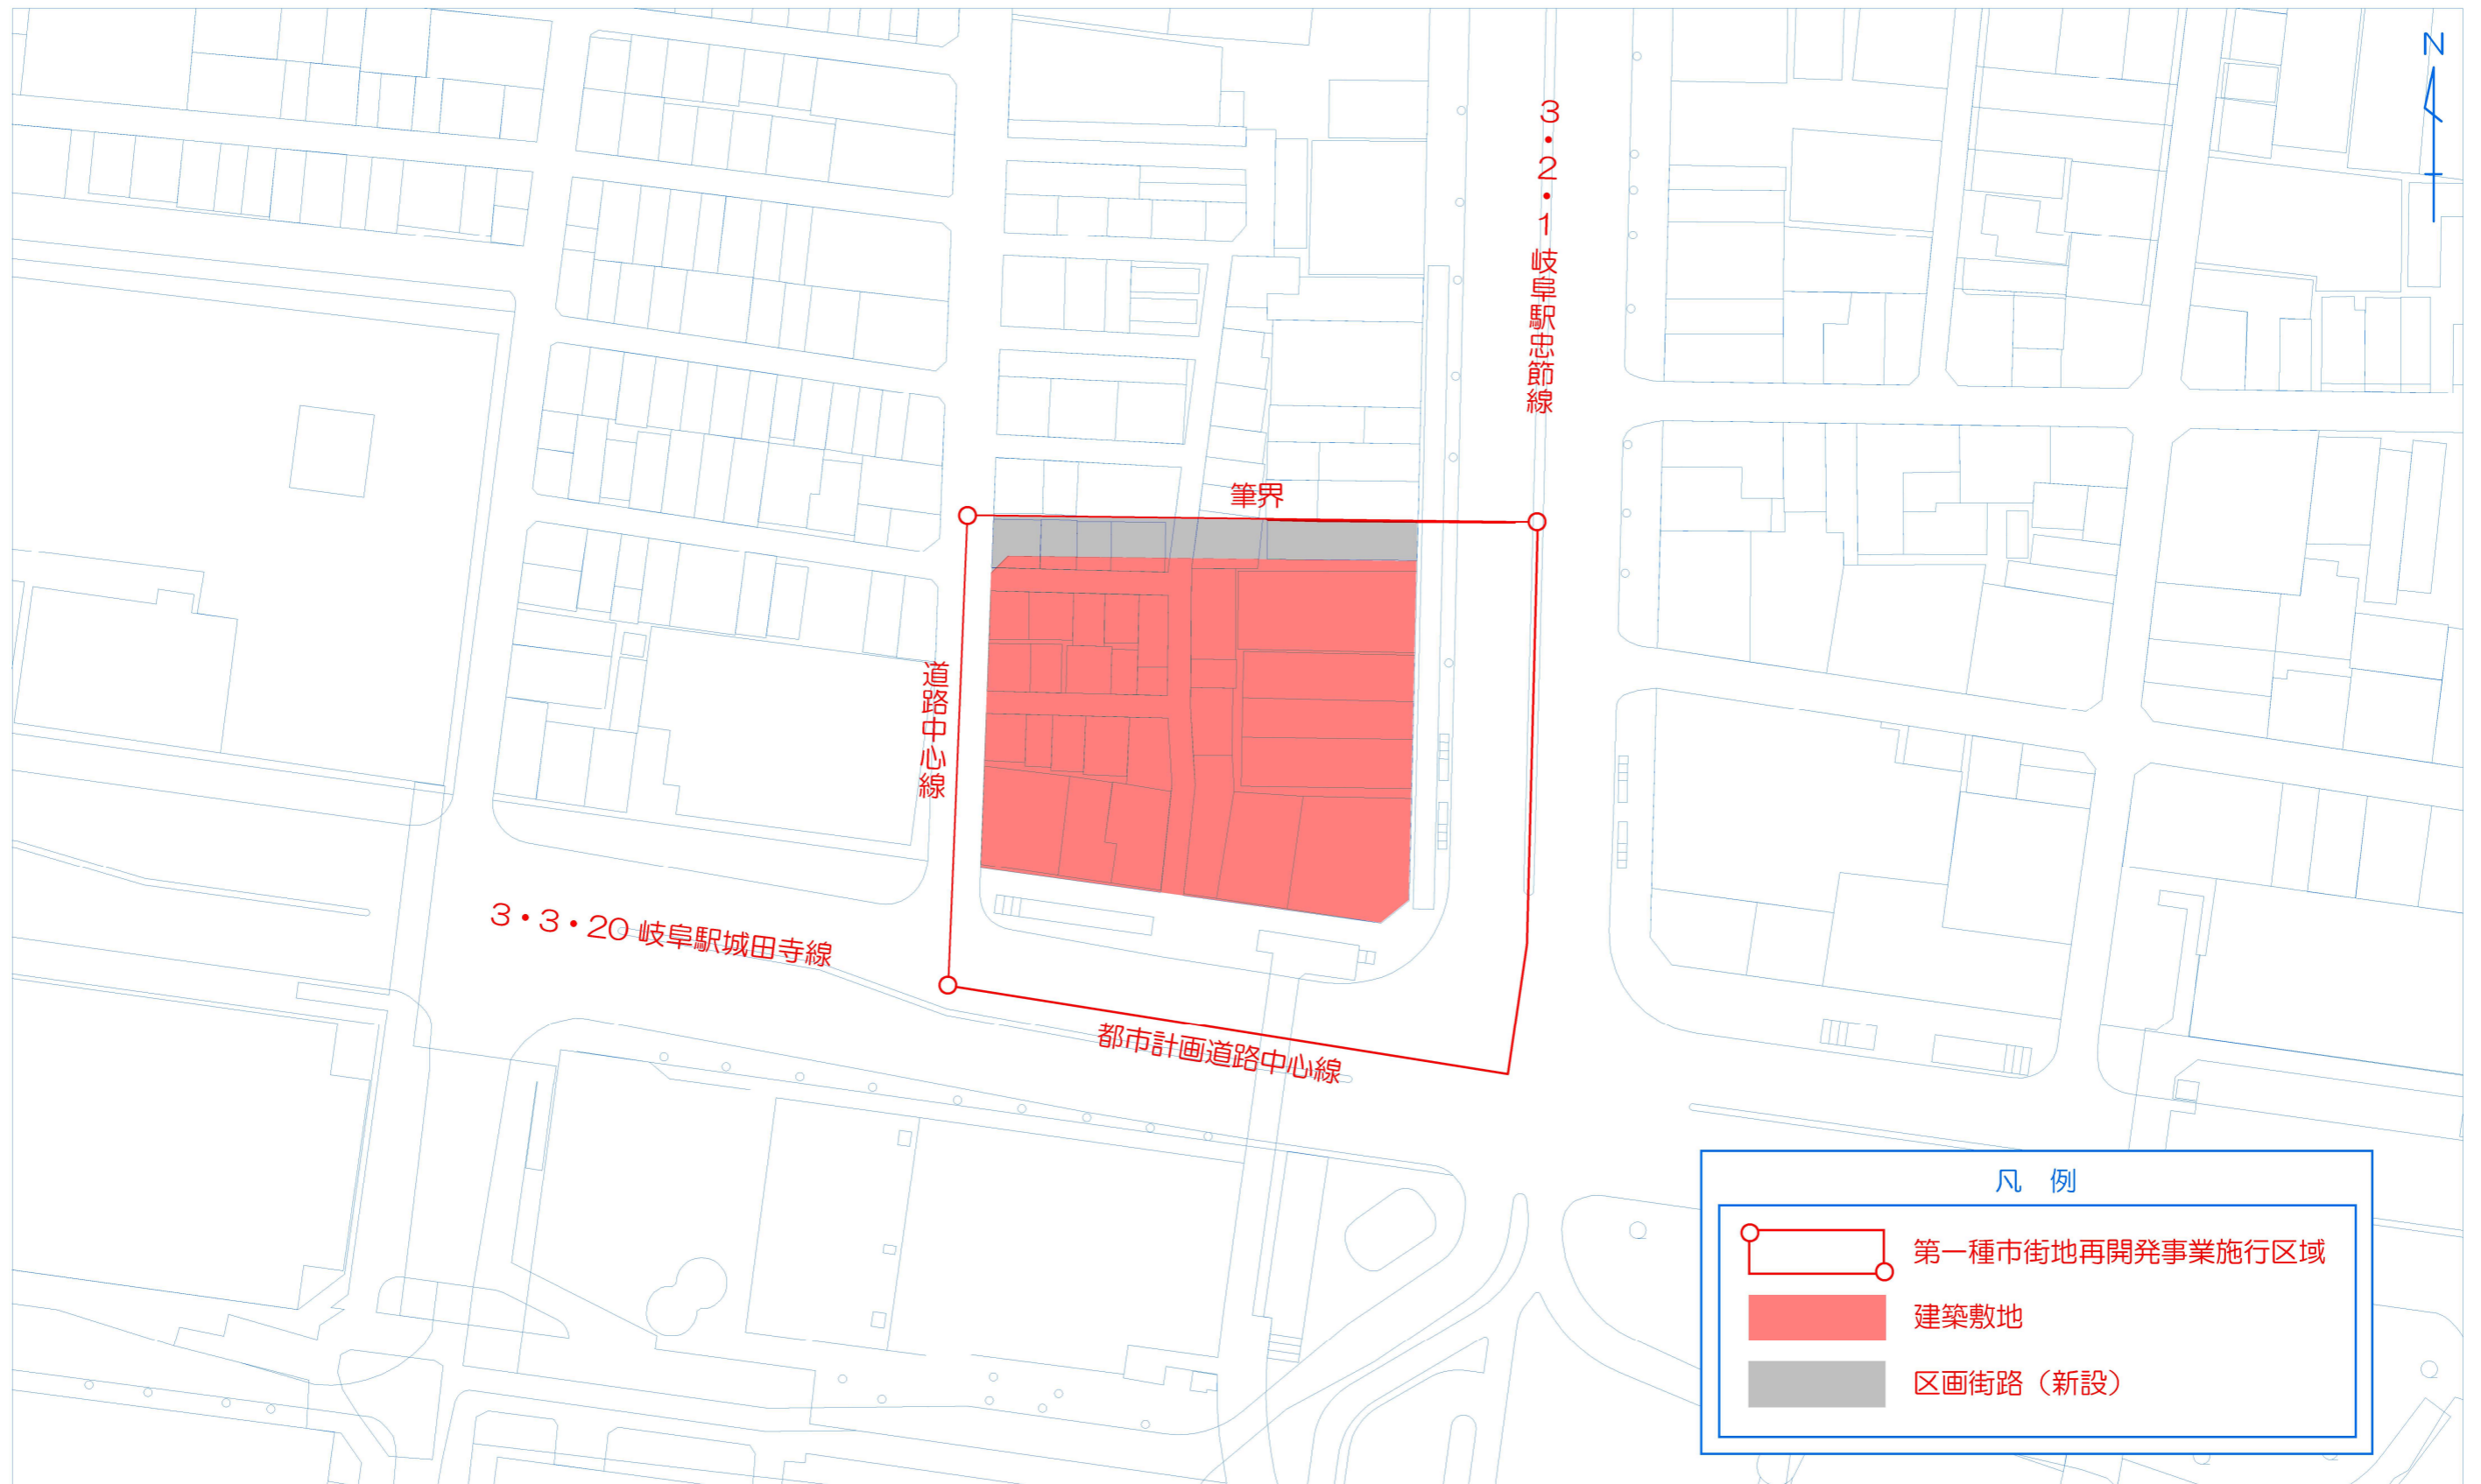 N
3・2・1 岐阜駅忠節線
筆界
道路中心線
3・3・20 岐阜駅城田寺線
都市計画道路中心線
凡 例
第一種市街地再開発事業施行区域
建築敷地
区画街路（新設）